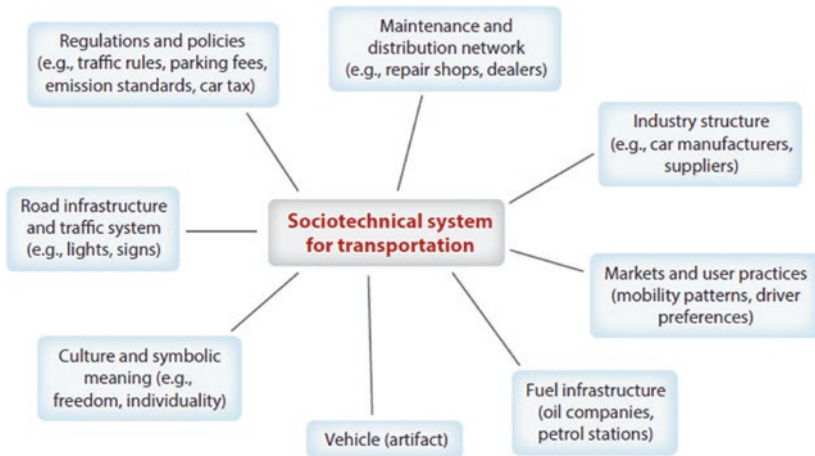 Regulations and policies
(e.g., traffic rules, parking fees,
emission standards, car tax)
Maintenance and
distribution network
(e.g., repair shops, dealers)
Industry structure
(e.g., car manufacturers,
suppliers)
Road infrastructure
and traffic system
(e.g., lights, signs)
Sociotechnical system
for transportation
Markets and user practices
(mobility patterns, driver
preferences)
Culture and symbolic
meaning (e.g.,
freedom, individuality)
Vehicle (artifact)
Fuel infrastructure
(oil companies,
petrol stations)